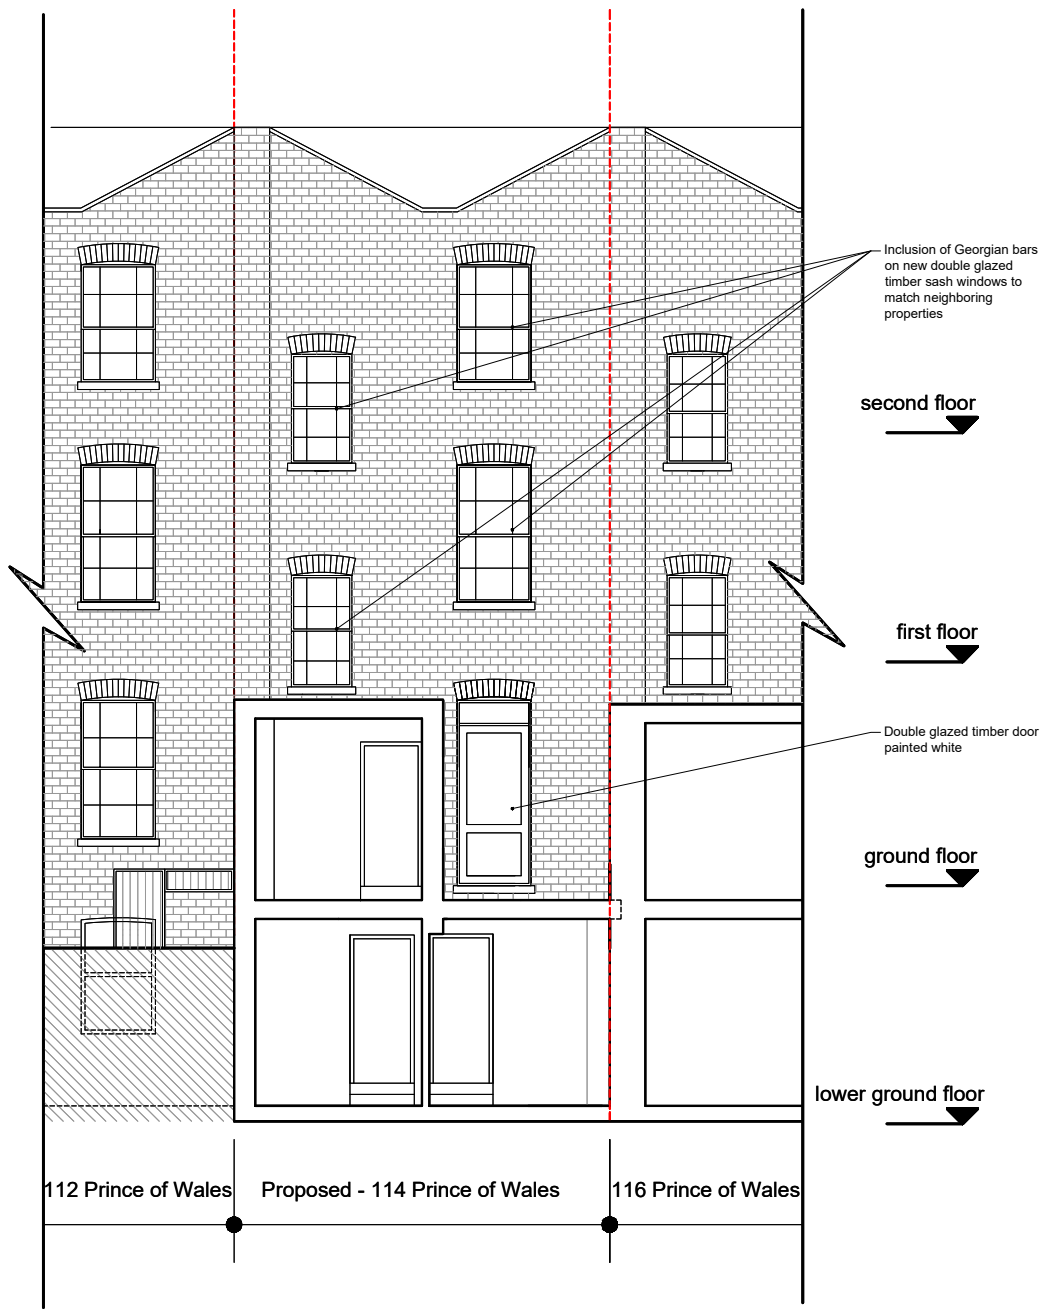 Inclusion of Georgian bars
on new double glazed
timber sash windows to
match neighboring
properties
second floor
first floor
Double glazed timber door
painted white
ground floor
lower ground floor
112 Prince of Wales
Proposed - 114 Prince of Wales
116 Prince of Wales